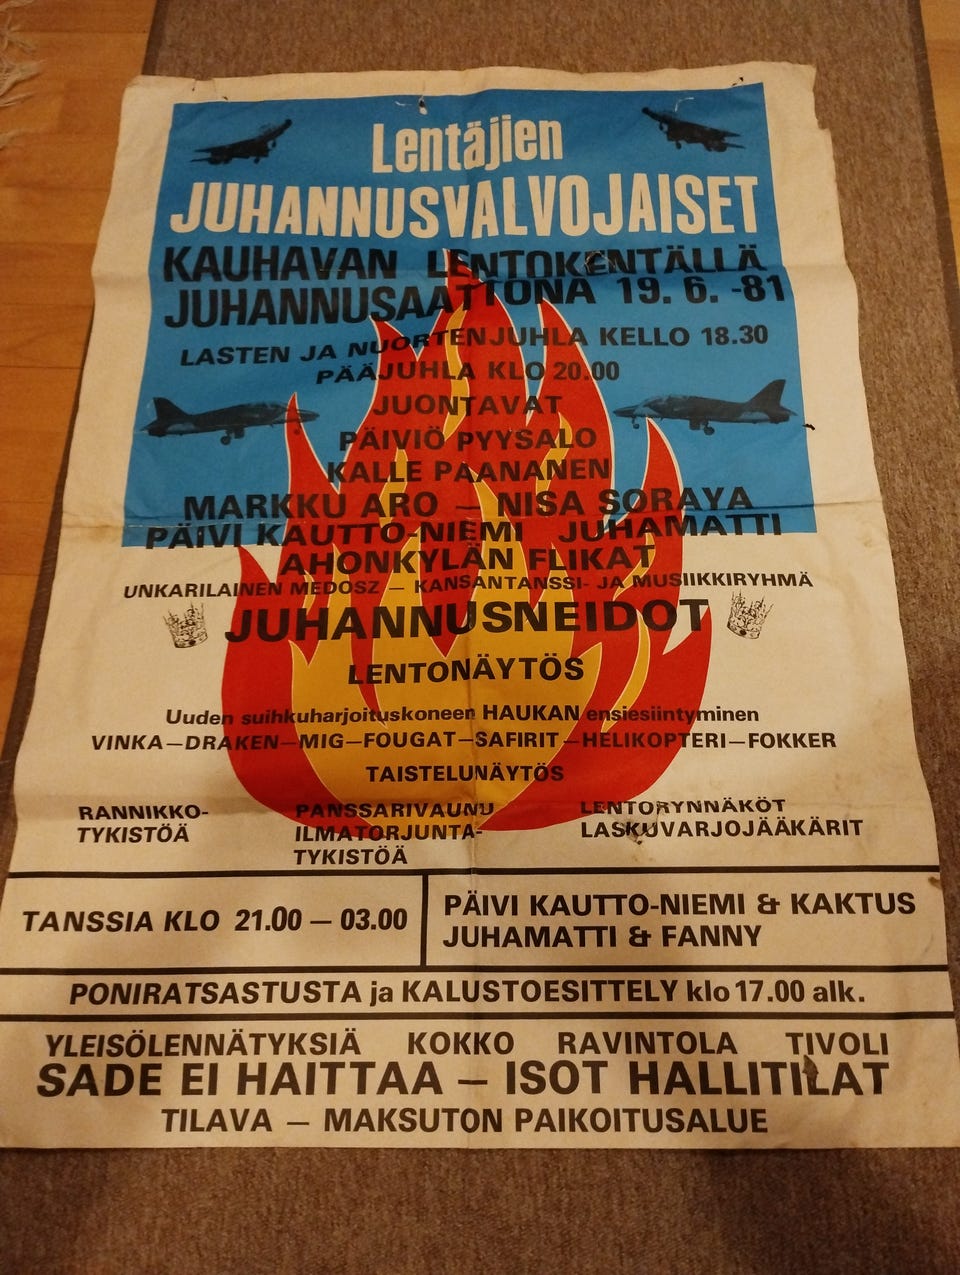 Lentäjien
JUHANNUSVALVOJAISET
KAUHAVAN LENTOKENTÄLLÄ
JUHANNUSAATTONA 19. 6. -81
LASTEN JA NUORTENJUHLA KELLO 18.30
PÄÄJUHLA KLO 20.00
JUONTAVAT
PÄIVIÖ PYYSALO
KALLE PAANANEN
MARKKU ARO — NISA SORAYA
PÄIVI KAUTTO-NIEMI JUHAMATTI
AHONKYLÄN FLIKAT
UNKARILAINEN MEDOSZ — KANSANTANSSI- JA MUSIIKKIRYHMÄ
JUHANNUSNEIDOT
LENTONÄYTÖS
Uuden suihkuharjoituskoneen HAUKAN ensiesiintyminen
VINKA—DRAKEN—MIG—FOUGAT—SAFIRIT—HELIKOPTERI—FOKKER
TAISTELUNÄYTÖS
RANNIKKO-
TYKISTÖÄ
PANSSARIVAUNU
ILMATORJUNTA-
TYKISTÖÄ
LENTORYNNÄKÖT
LASKUVARJOJÄÄKÄRIT
TANSSIA KLO 21.00 — 03.00
PÄIVI KAUTTO-NIEMI & KAKTUS
JUHAMATTI & FANNY
PONIRATSASTUSTA ja KALUSTOESITTELY klo 17.00 alk.
YLEISÖLENNÄTYKSIÄ KOKKO RAVINTOLA TIVOLI
SADE EI HAITTAA — ISOT HALLITILAT
TILAVA — MAKSUTON PAIKOITUSALUE